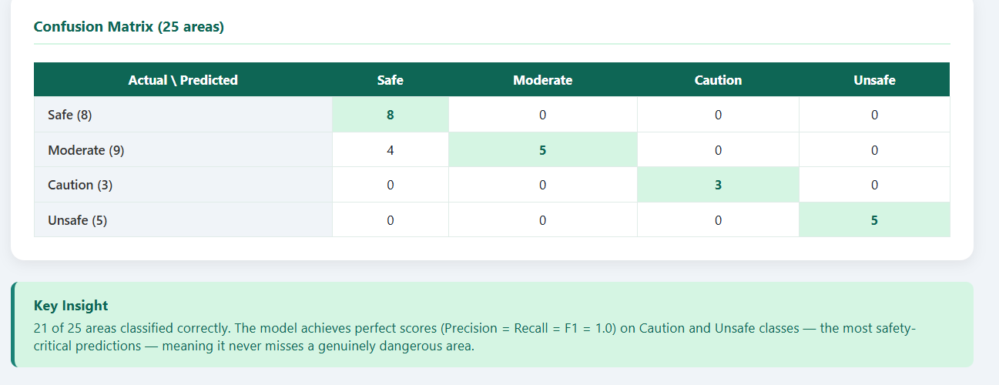 Confusion Matrix (25 areas)
Actual \ Predicted Safe Moderate Caution Unsafe
Safe (8) 8 0 0 0
Moderate (9) 4 5 0 0
Caution (3) 0 0 3 0
Unsafe (5) 0 0 0 5
Key Insight
21 of 25 areas classified correctly. The model achieves perfect scores (Precision = Recall = F1 = 1.0) on Caution and Unsafe classes — the most safety-
critical predictions — meaning it never misses a genuinely dangerous area.